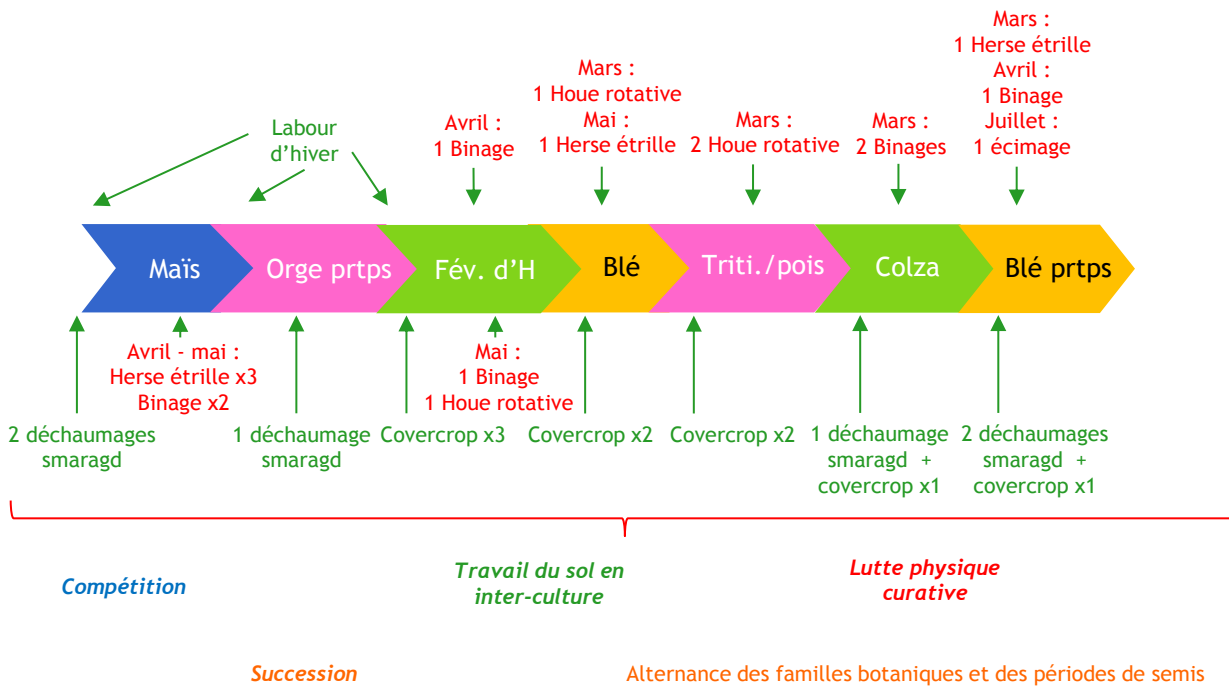 Labour
d'hiver
Avril :
1 Binage
Mars :
1 Houe rotative
Mai :
1 Herse étrille
Mars :
2 Houe rotative
Mars :
2 Binages
Mars :
1 Herse étrille
Avril :
1 Binage
Juillet :
1 écimage
Maïs
Orge prtps
Fév. d'H
Blé
Triti./pois
Colza
Blé prtps
Avril - mai :
Herse étrille x3
Binage x2
Mai :
1 Binage
1 Houe rotative
2 déchaumages
smaragd
1 déchaumage
smaragd
Covercrop x3
Covercrop x2
Covercrop x2
1 déchaumage
smaragd +
covercrop x1
2 déchaumages
smaragd +
covercrop x1
Compétition
Travail du sol en
inter-culture
Lutte physique
curative
Succession
Alternance des familles botaniques et des périodes de semis